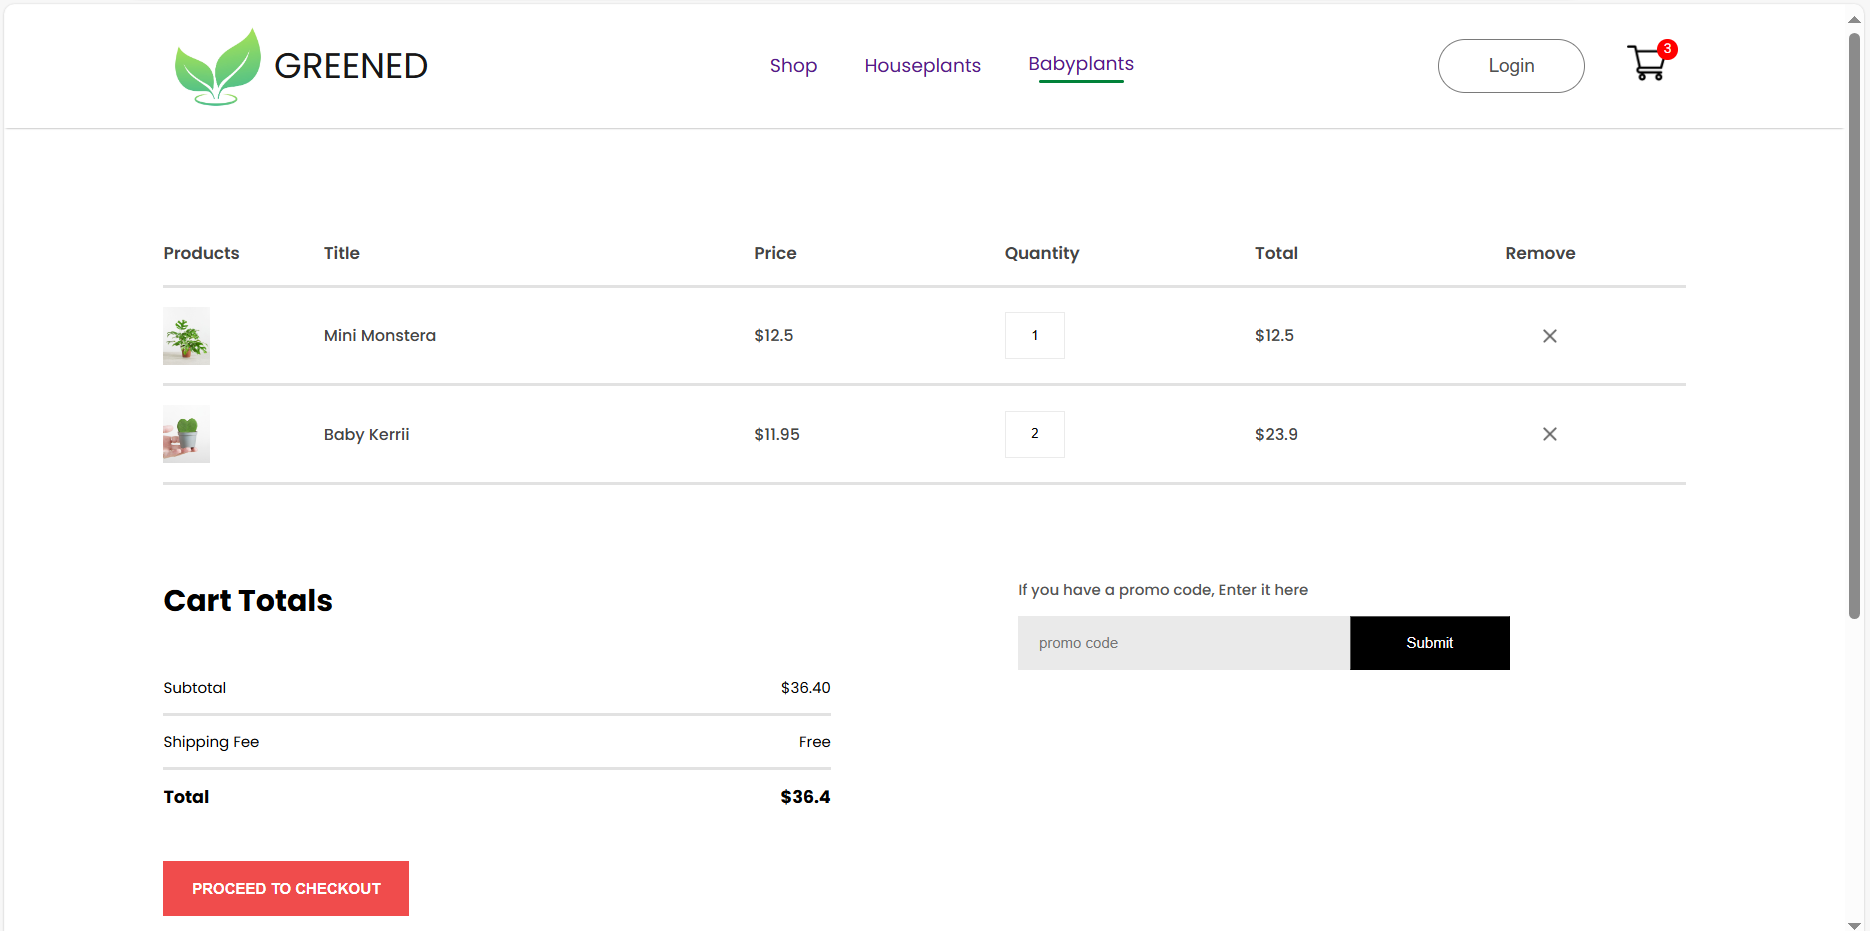 GREENED
Shop Houseplants Babyplants
Login 3
Products Title Price Quantity Total Remove
Mini Monstera $12.5 1 $12.5
Baby Kerrii $11.95 2 $23.9
Cart Totals
Subtotal $36.40
Shipping Fee Free
Total $36.4
PROCEED TO CHECKOUT
If you have a promo code, Enter it here
promo code Submit